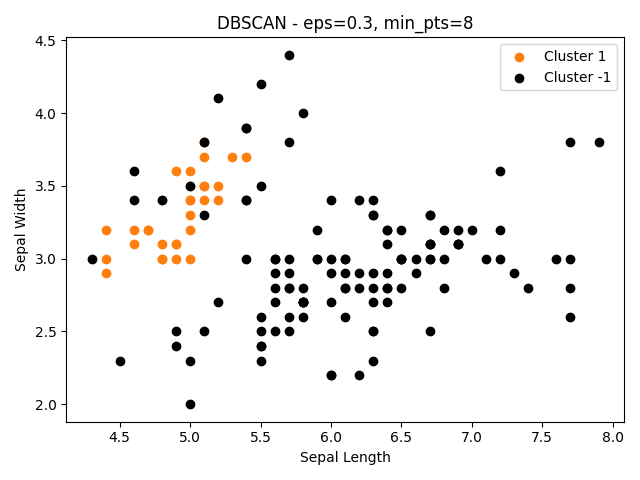 DBSCAN - eps=0.3, min_pts=8
Cluster 1
Cluster -1
Sepal Width
4.5
4.0
3.5
3.0
2.5
2.0
4.5 5.0 5.5 6.0 6.5 7.0 7.5 8.0
Sepal Length